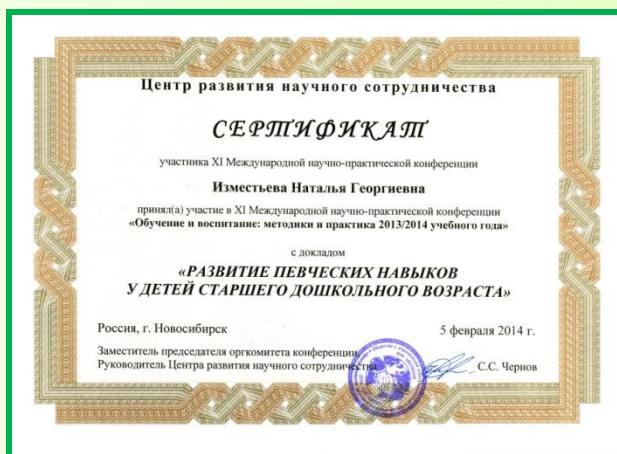 Центр развития научного сотрудничества
СЕРТИФИКАТ
участника XI Международной научно-практической конференции
Изместьева Наталья Георгиевна
принял(а) участие в XI Международной научно-практической конференции
«Обучение и воспитание: методики и практика 2013/2014 учебного года»
с докладом
«РАЗВИТИЕ ПЕВЧЕСКИХ НАВЫКОВ
У ДЕТЕЙ СТАРШЕГО ДОШКОЛЬНОГО ВОЗРАСТА»
Россия, г. Новосибирск 5 февраля 2014 г.
Заместитель председателя оргкомитета конференции,
Руководитель Центра развития научного сотрудничества С.С. Чернов